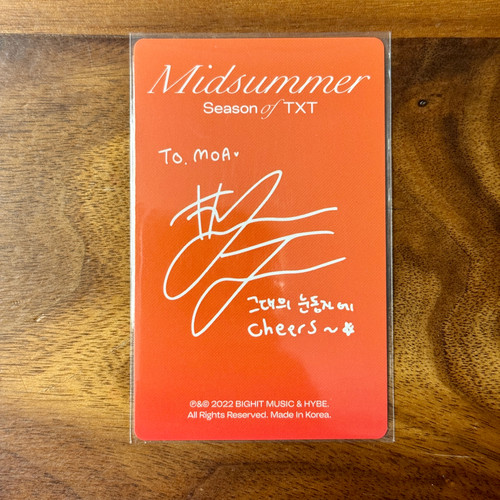 Midsummer
Season of TXT
TO. MOA♥
그대의 눈동자에
cheers~
℗&© 2022 BIGHIT MUSIC & HYBE.
All Rights Reserved. Made In Korea.